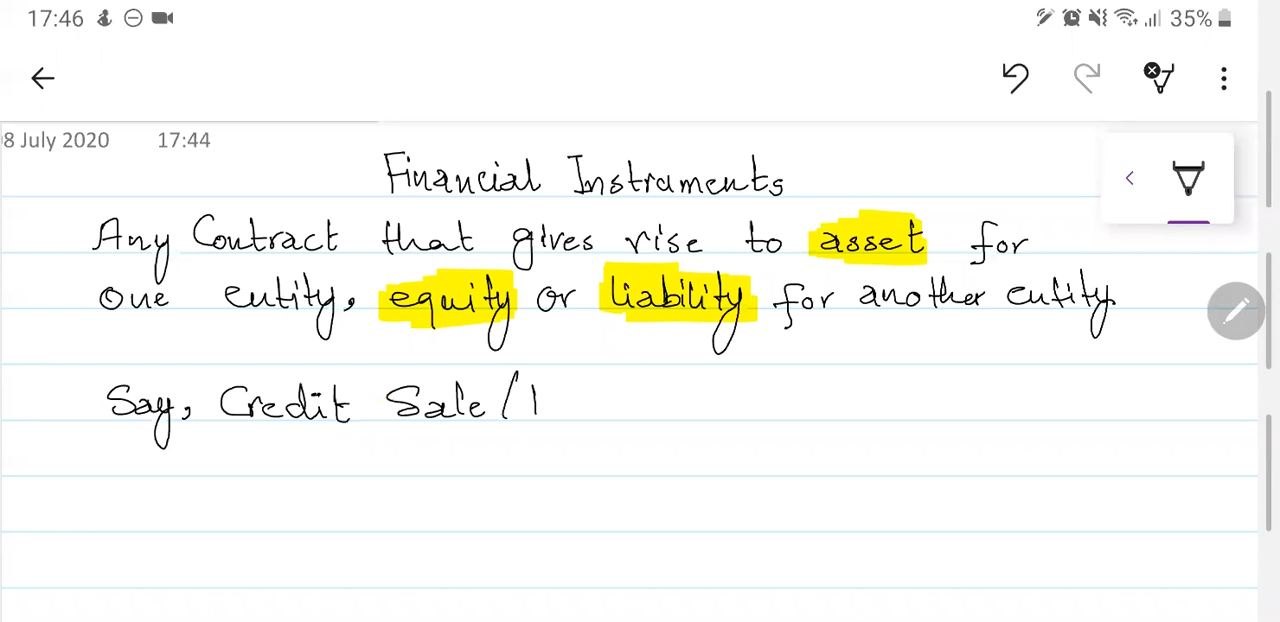 17:46 35%
8 July 2020 17:44
Financial Instruments
Any Contract that gives rise to asset for
one entity, equity or liability for another entity.
Say, Credit Sale /